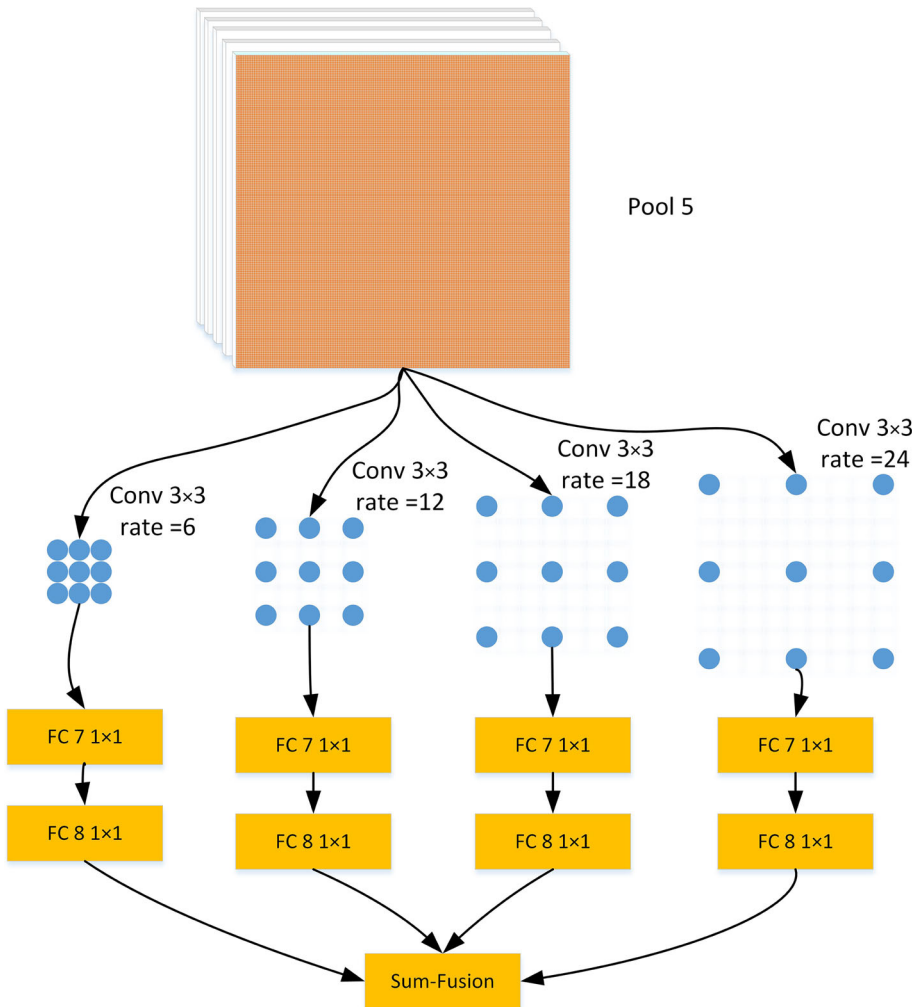 Pool 5
Conv 3×3
rate =6
Conv 3×3
rate =12
Conv 3×3
rate =18
Conv 3×3
rate =24
FC 7 1×1
FC 7 1×1
FC 7 1×1
FC 7 1×1
FC 8 1×1
FC 8 1×1
FC 8 1×1
FC 8 1×1
Sum-Fusion